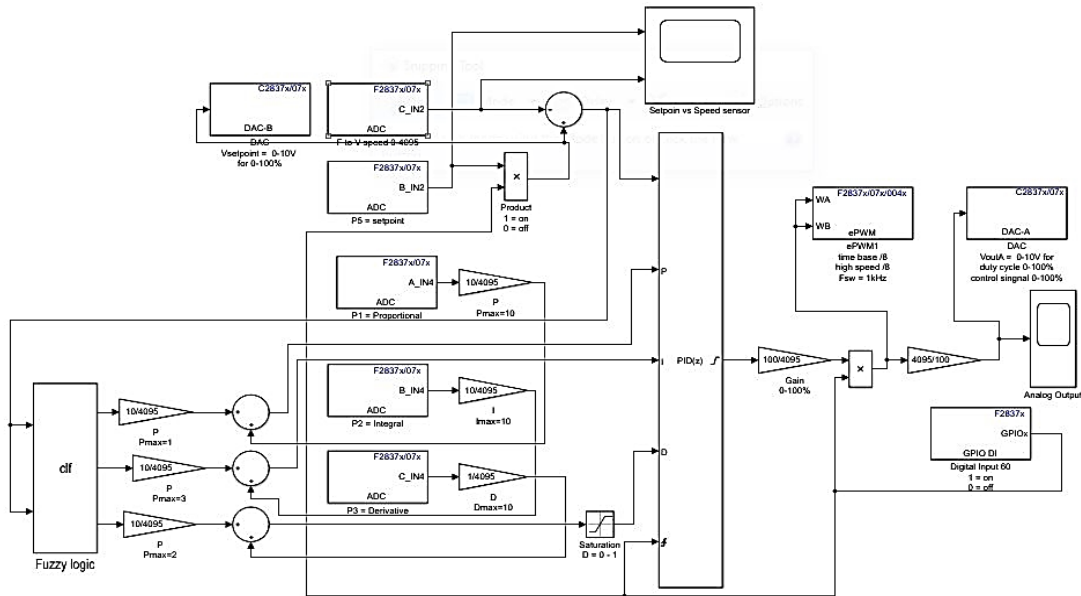 Setpoin vs Speed sensor
C2837x/07x
DAC-B
DAC
Vsetpoint = 0-10V
for 0-100%
F2837x/07x
C_IN2
ADC
F to V speed 0-4095
F2837x/07x
B_IN2
ADC
P5 = setpoint
×
Product
1 = on
0 = off
F2837x/07x
A_IN4
ADC
P1 = Proportional
10/4095
P
Pmax=10
F2837x/07x
B_IN4
ADC
P2 = Integral
10/4095
I
Imax=10
F2837x/07x
C_IN4
ADC
P3 = Derivative
1/4095
D
Dmax=10
clf
Fuzzy logic
10/4095
P
Pmax=1
10/4095
P
Pmax=3
10/4095
P
Pmax=2
Saturation
D = 0 - 1
P
I
D
PID(z)
100/4095
Gain
0-100%
×
4095/100
F2837x/07x/004x
WA
WB
ePWM
ePWM1
time base /8
high speed /8
Fsw = 1kHz
C2837x/07x
DAC-A
DAC
VoutA = 0-10V for
duty cycle 0-100%
control singnal 0-100%
Analog Output
F2837x
GPIOx
GPIO DI
Digital Input 60
1 = on
0 = off